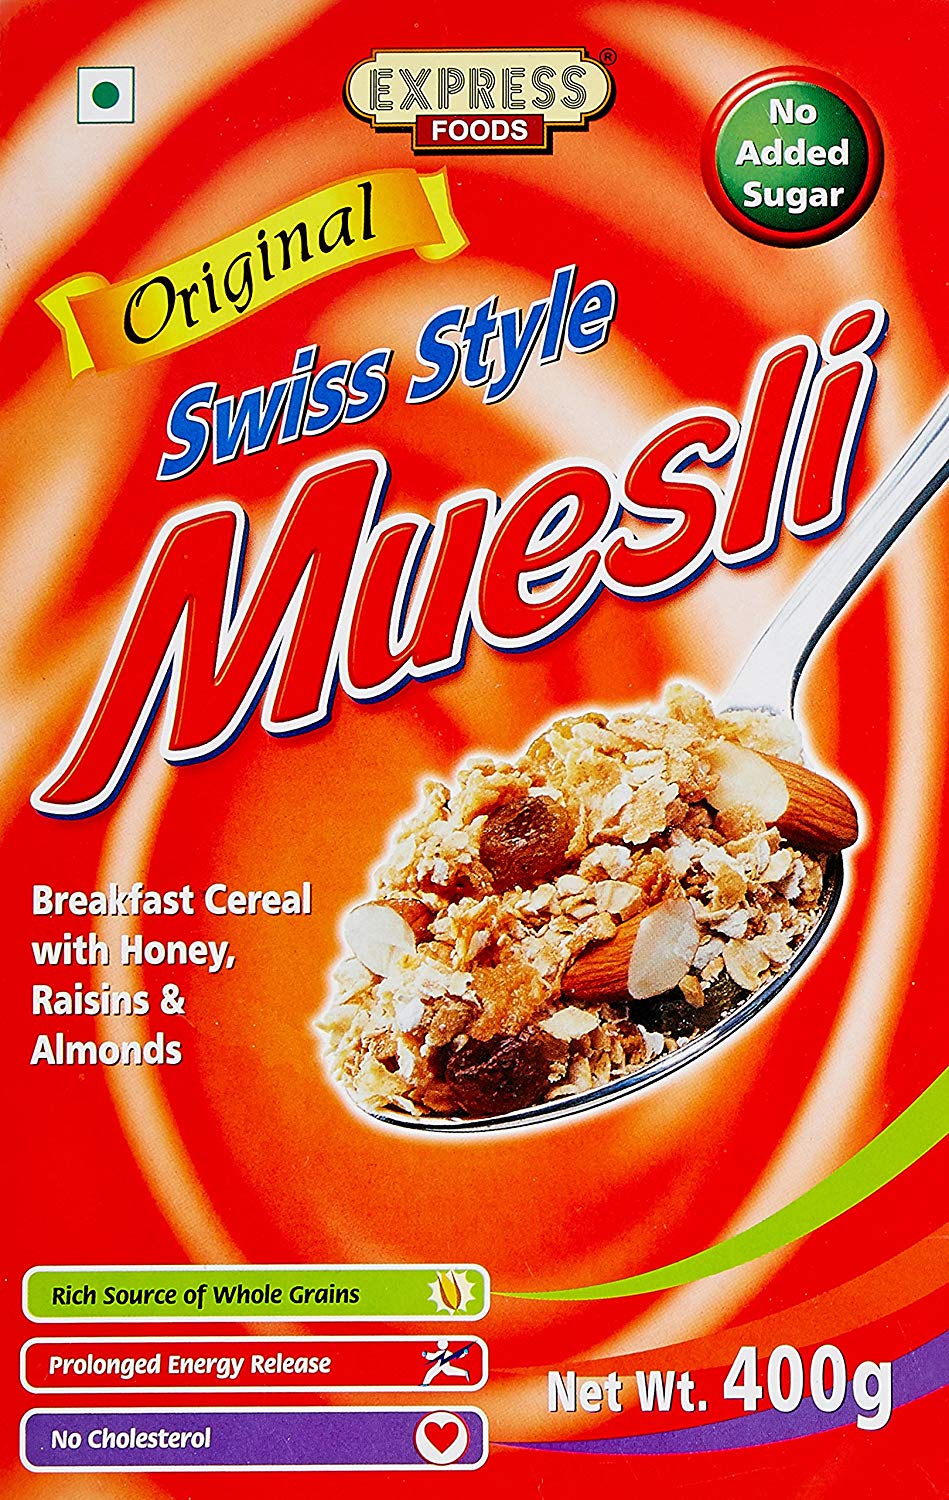 EXPRESS®
FOODS
No
Added
Sugar
Original
Swiss Style
Muesli
Breakfast Cereal
with Honey,
Raisins &
Almonds
Rich Source of Whole Grains
Prolonged Energy Release
No Cholesterol
Net Wt. 400g